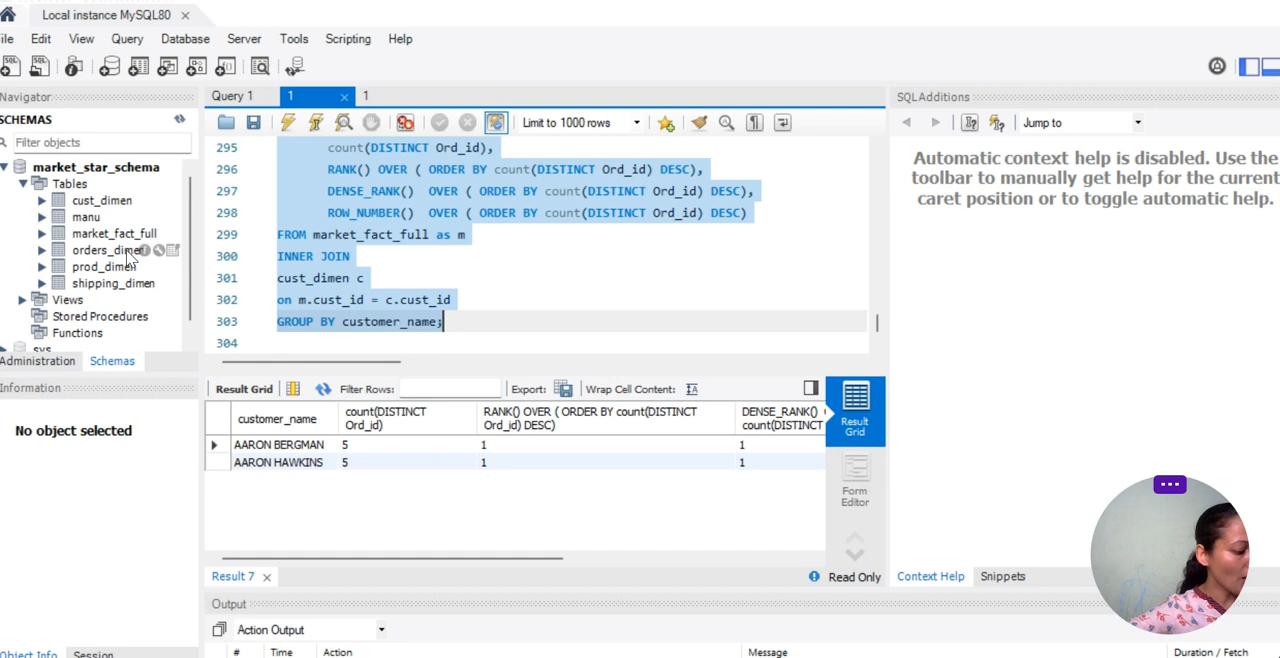 Local instance MySQL80
ile Edit View Query Database Server Tools Scripting Help
Navigator
SCHEMAS
Filter objects
market_star_schema
Tables
cust_dimen
manu
market_fact_full
orders_dimen
prod_dimen
shipping_dimen
Views
Stored Procedures
Functions
sys
Administration Schemas
Information
No object selected
Object Info Session
Query 1 1 1
Limit to 1000 rows
295 count(DISTINCT Ord_id),
296 RANK() OVER ( ORDER BY count(DISTINCT Ord_id) DESC),
297 DENSE_RANK() OVER ( ORDER BY count(DISTINCT Ord_id) DESC),
298 ROW_NUMBER() OVER ( ORDER BY count(DISTINCT Ord_id) DESC)
299 FROM market_fact_full as m
300 INNER JOIN
301 cust_dimen c
302 on m.cust_id = c.cust_id
303 GROUP BY customer_name;
304
Result Grid Filter Rows: Export: Wrap Cell Content:
customer_name count(DISTINCT Ord_id) RANK() OVER ( ORDER BY count(DISTINCT Ord_id) DESC) DENSE_RANK() count(DISTINCT
AARON BERGMAN 5 1 1
AARON HAWKINS 5 1 1
Result Grid
Form Editor
Result 7 Read Only
Output
Action Output
# Time Action Message Duration / Fetch
SQLAdditions
Jump to
Automatic context help is disabled. Use the
toolbar to manually get help for the current
caret position or to toggle automatic help.
Context Help Snippets